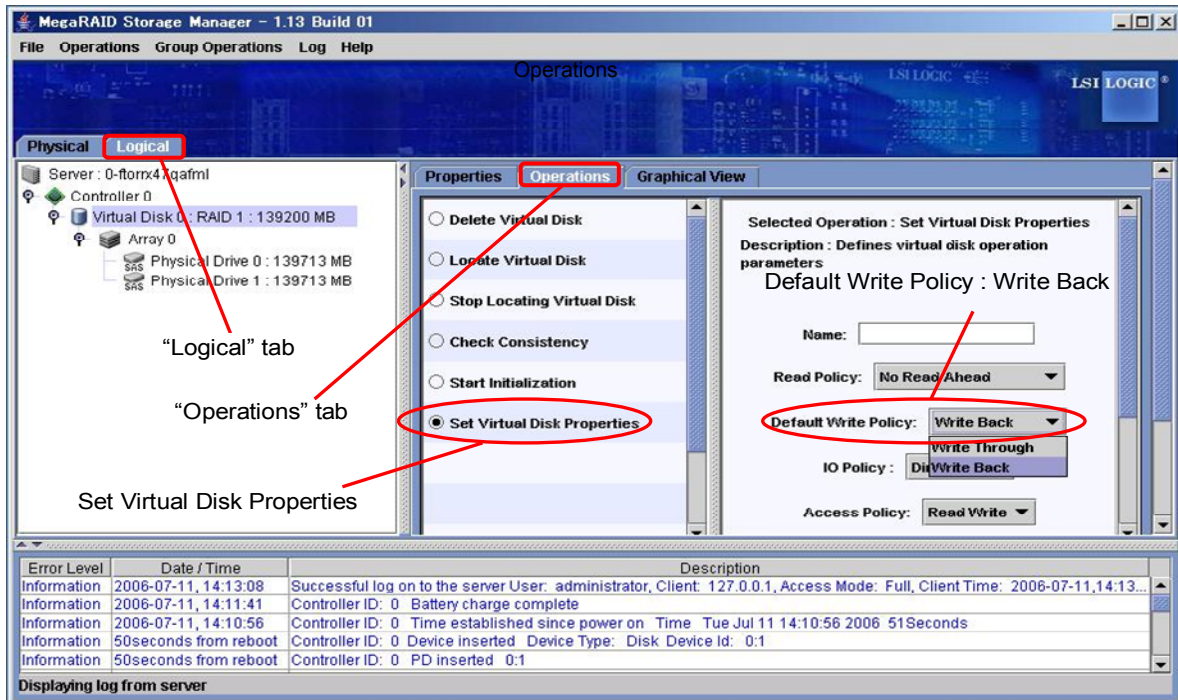 MegaRAID Storage Manager - 1.13 Build 01
File Operations Group Operations Log Help
Operations
LSI LOGIC
LSI LOGIC ®
Physical Logical
Server : 0-ftorrx47qafml
Controller 0
Virtual Disk 0 : RAID 1 : 139200 MB
Array 0
SAS Physical Drive 0 : 139713 MB
SAS Physical Drive 1 : 139713 MB
“Logical” tab
“Operations” tab
Set Virtual Disk Properties
Properties Operations Graphical View
Delete Virtual Disk
Locate Virtual Disk
Stop Locating Virtual Disk
Check Consistency
Start Initialization
Set Virtual Disk Properties
Selected Operation : Set Virtual Disk Properties
Description : Defines virtual disk operation
parameters
Default Write Policy : Write Back
Name:
Read Policy: No Read Ahead
Default Write Policy: Write Back
Write Through
Write Back
IO Policy :
Access Policy: Read Write
Error Level Date / Time Description
Information 2006-07-11, 14:13:08 Successful log on to the server User: administrator, Client: 127.0.0.1, Access Mode: Full, Client Time: 2006-07-11,14:13...
Information 2006-07-11, 14:11:41 Controller ID: 0 Battery charge complete
Information 2006-07-11, 14:10:56 Controller ID: 0 Time established since power on Time Tue Jul 11 14:10:56 2006 51Seconds
Information 50seconds from reboot Controller ID: 0 Device inserted Device Type: Disk Device Id: 0:1
Information 50seconds from reboot Controller ID: 0 PD inserted 0:1
Displaying log from server